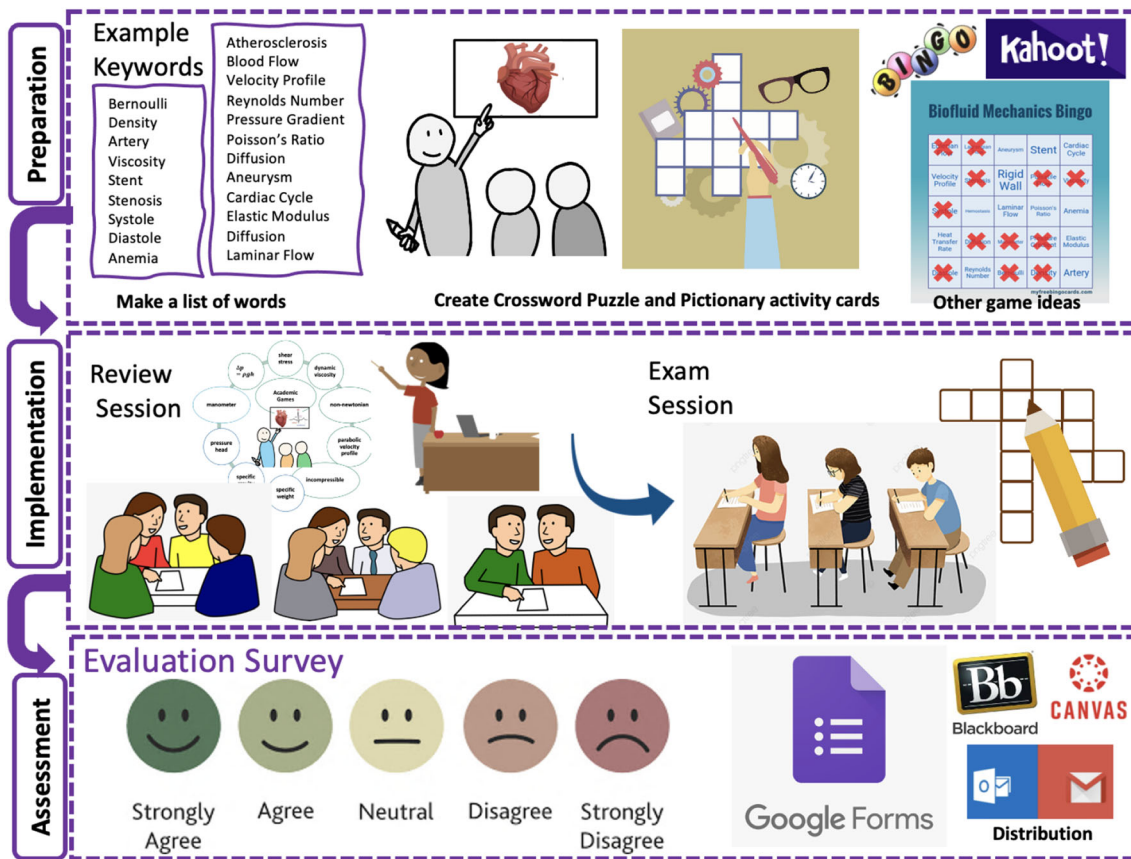 Preparation
Example
Keywords
Bernoulli
Density
Artery
Viscosity
Stent
Stenosis
Systole
Diastole
Anemia
Atherosclerosis
Blood Flow
Velocity Profile
Reynolds Number
Pressure Gradient
Poisson's Ratio
Diffusion
Aneurysm
Cardiac Cycle
Elastic Modulus
Diffusion
Laminar Flow
Make a list of words
Create Crossword Puzzle and Pictionary activity cards
BINGO
Kahoot!
Biofluid Mechanics Bingo
Aneurysm
Stent
Cardiac
Cycle
Velocity
Profile
Rigid
Wall
Laminar
Flow
Poisson's
Ratio
Anemia
Heat
Transfer
Rate
Elastic
Modulus
Reynolds
Number
Artery
myfreebingocards.com
Other game ideas
Implementation
Review
Session
shear
stress
dynamic
viscosity
Δp
= ρgh
Academic
Games
manometer
non-newtonian
pressure
head
parabolic
velocity
profile
incompressible
specific
specific
weight
Exam
Session
Assessment
Evaluation Survey
Strongly
Agree
Agree
Neutral
Disagree
Strongly
Disagree
Google Forms
Bb
Blackboard
CANVAS
Distribution